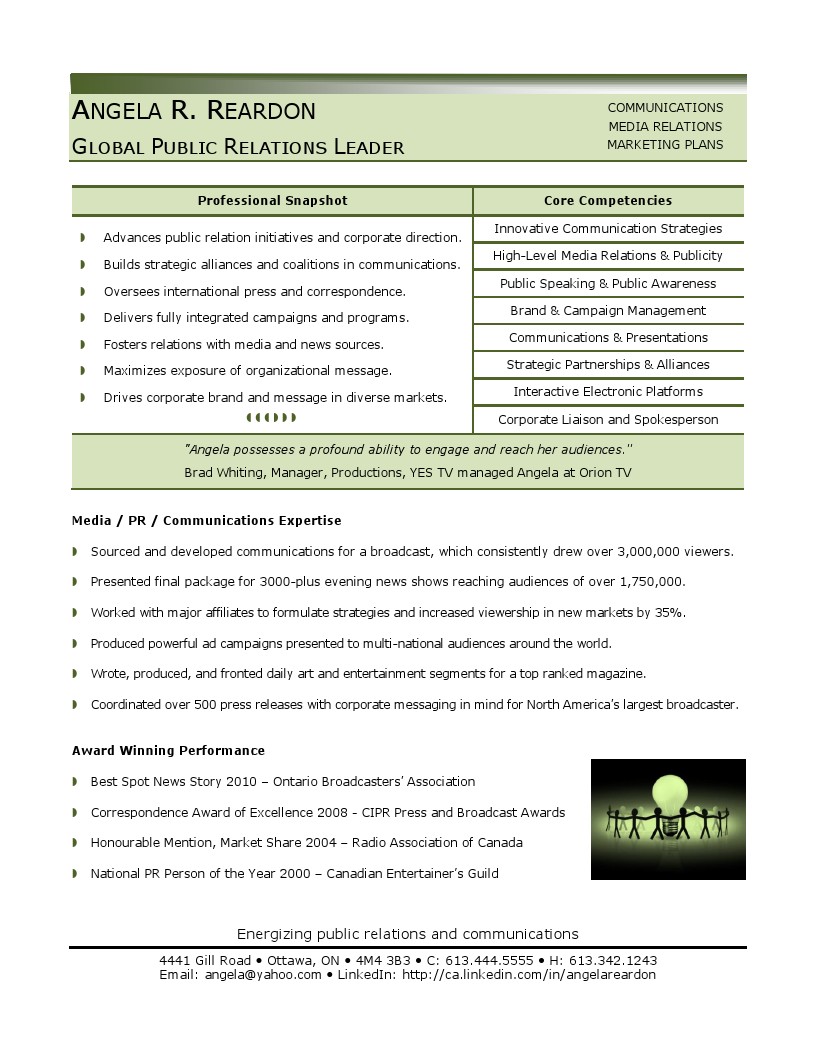 ANGELA R. REARDON
GLOBAL PUBLIC RELATIONS LEADER
COMMUNICATIONS
MEDIA RELATIONS
MARKETING PLANS
Professional Snapshot
Advances public relation initiatives and corporate direction.
Builds strategic alliances and coalitions in communications.
Oversees international press and correspondence.
Delivers fully integrated campaigns and programs.
Fosters relations with media and news sources.
Maximizes exposure of organizational message.
Drives corporate brand and message in diverse markets.
Core Competencies
Innovative Communication Strategies
High-Level Media Relations & Publicity
Public Speaking & Public Awareness
Brand & Campaign Management
Communications & Presentations
Strategic Partnerships & Alliances
Interactive Electronic Platforms
Corporate Liaison and Spokesperson
"Angela possesses a profound ability to engage and reach her audiences."
Brad Whiting, Manager, Productions, YES TV managed Angela at Orion TV
Media / PR / Communications Expertise
Sourced and developed communications for a broadcast, which consistently drew over 3,000,000 viewers.
Presented final package for 3000-plus evening news shows reaching audiences of over 1,750,000.
Worked with major affiliates to formulate strategies and increased viewership in new markets by 35%.
Produced powerful ad campaigns presented to multi-national audiences around the world.
Wrote, produced, and fronted daily art and entertainment segments for a top ranked magazine.
Coordinated over 500 press releases with corporate messaging in mind for North America’s largest broadcaster.
Award Winning Performance
Best Spot News Story 2010 – Ontario Broadcasters’ Association
Correspondence Award of Excellence 2008 - CIPR Press and Broadcast Awards
Honourable Mention, Market Share 2004 – Radio Association of Canada
National PR Person of the Year 2000 – Canadian Entertainer’s Guild
Energizing public relations and communications
4441 Gill Road • Ottawa, ON • 4M4 3B3 • C: 613.444.5555 • H: 613.342.1243
Email: angela@yahoo.com • LinkedIn: http://ca.linkedin.com/in/angelareardon